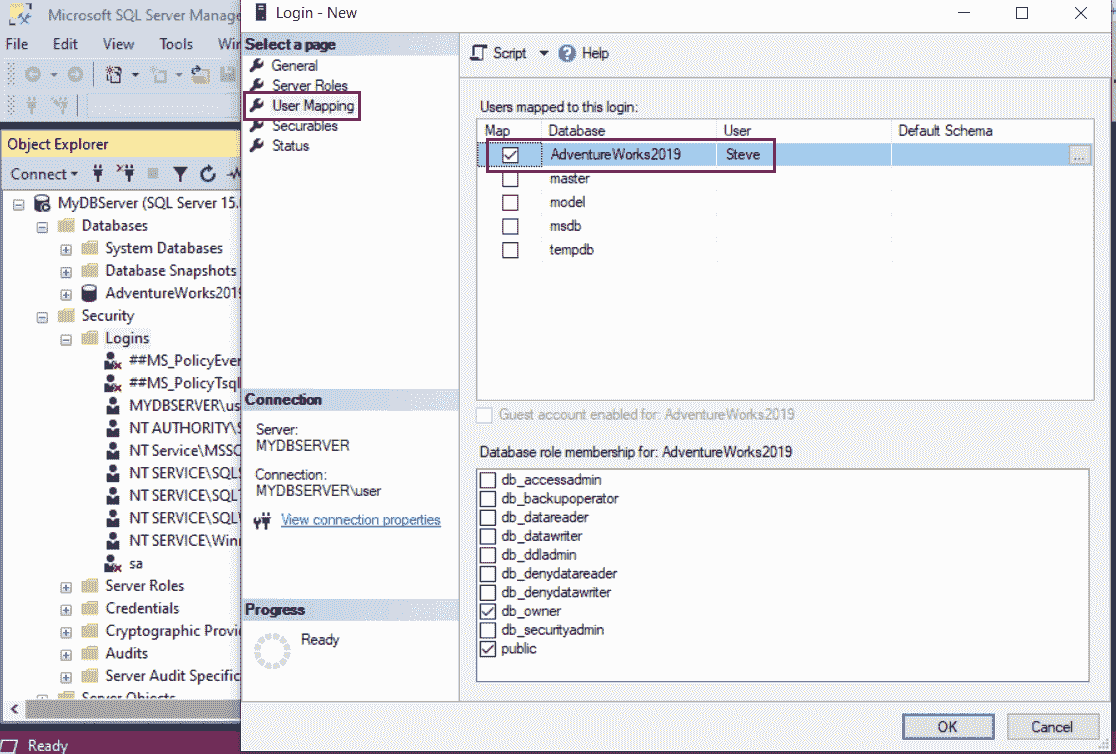 Microsoft SQL Server Manage
File Edit View Tools Win
Object Explorer
Connect
MyDBServer (SQL Server 15.
Databases
System Databases
Database Snapshots
AdventureWorks2019
Security
Logins
##MS_PolicyEver
##MS_PolicyTsql
MYDBSERVER\us
NT AUTHORITY\S
NT Service\MSSQ
NT SERVICE\SQLS
NT SERVICE\SQLT
NT SERVICE\SQLV
NT SERVICE\Winn
sa
Server Roles
Credentials
Cryptographic Provi
Audits
Server Audit Specific
Server Objects
Ready
Login - New
Select a page
General
Server Roles
User Mapping
Securables
Status
Connection
Server:
MYDBSERVER
Connection:
MYDBSERVER\user
View connection properties
Progress
Ready
Script Help
Users mapped to this login:
Map Database User Default Schema
AdventureWorks2019 Steve ...
master
model
msdb
tempdb
Guest account enabled for: AdventureWorks2019
Database role membership for: AdventureWorks2019
db_accessadmin
db_backupoperator
db_datareader
db_datawriter
db_ddladmin
db_denydatareader
db_denydatawriter
db_owner
db_securityadmin
public
OK Cancel